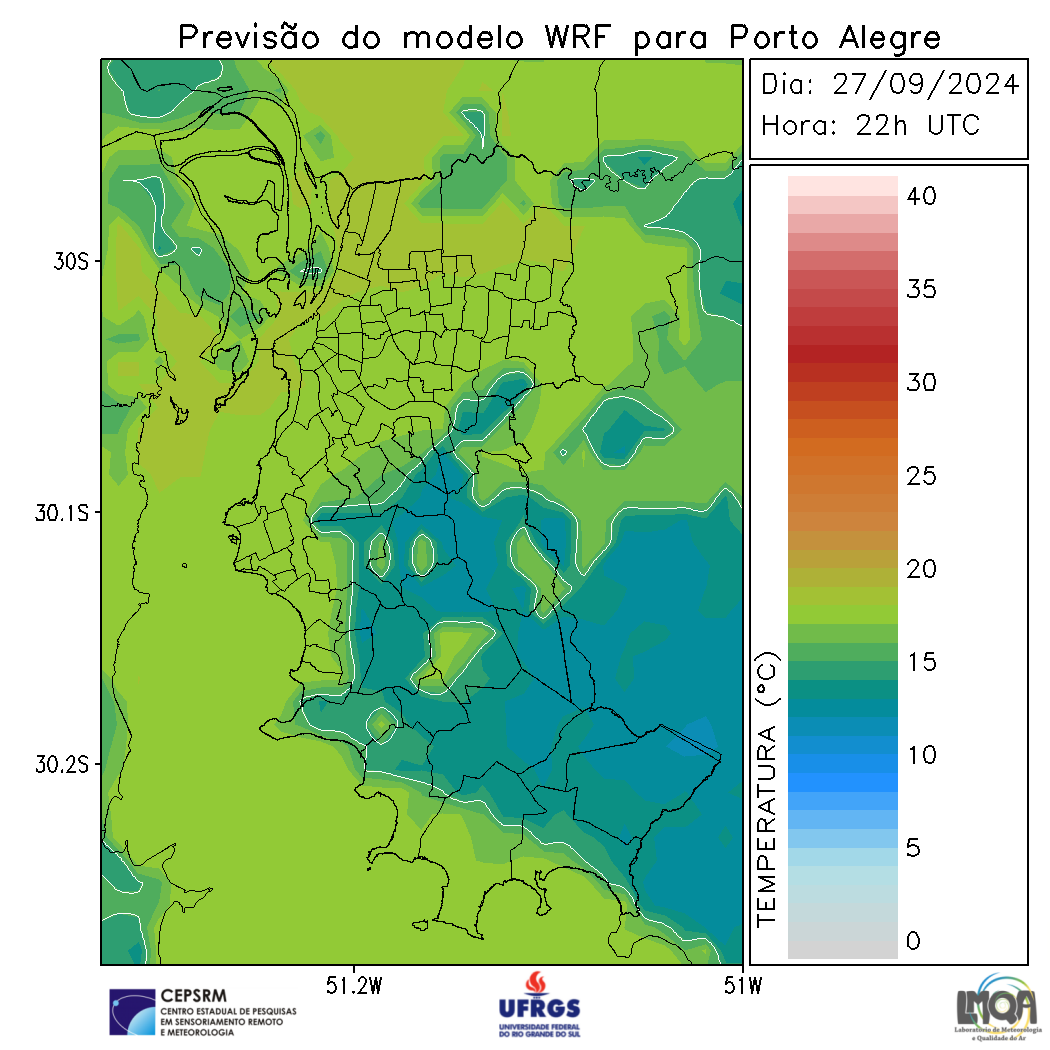 Previsão do modelo WRF para Porto Alegre
Dia: 27/09/2024
Hora: 22h UTC
40
35
30
25
20
15
10
5
0
TEMPERATURA (°C)
30S
30.1S
30.2S
51.2W
51W
CEPSRM
CENTRO ESTADUAL DE PESQUISAS
EM SENSORIAMENTO REMOTO
E METEOROLOGIA
UFRGS
UNIVERSIDADE FEDERAL
DO RIO GRANDE DO SUL
LMQA
Laboratório de Meteorologia
e Qualidade do Ar